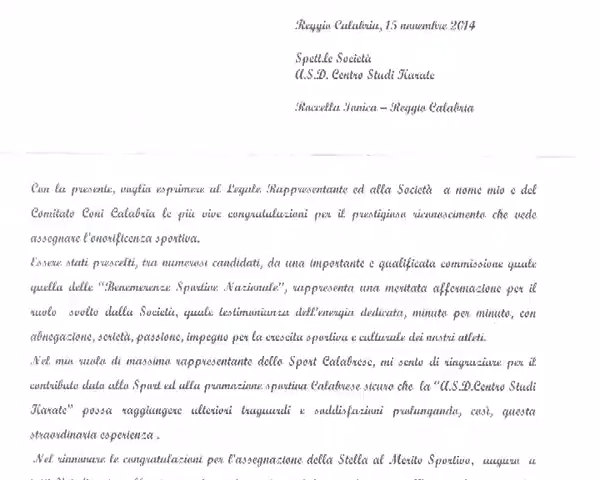 Reggio Calabria, 15 novembre 2014
Spett.le Società
A.S.D. Centro Studi Karate
Roccella Ionica – Reggio Calabria
Con la presente, voglio esprimere al Legale Rappresentante ed alla Società a nome mio e del
Comitato Coni Calabria le più vive congratulazioni per il prestigioso riconoscimento che vede
assegnare l'onorificenza sportiva.
Essere stati prescelti, tra numerosi candidati, da una importante e qualificata commissione quale
quella delle "Benemerenze Sportive Nazionale", rappresenta una meritata affermazione per il
ruolo svolto dalla Società, quale testimonianza dell'energia dedicata, minuto per minuto, con
abnegazione, serietà, passione, impegno per la crescita sportiva e culturale dei nostri atleti.
Nel mio ruolo di massimo rappresentante dello Sport Calabrese, mi sento di ringraziare per il
contributo dato allo Sport ed alla promozione sportiva Calabrese sicuro che la "A.S.D.Centro Studi
Karate" possa raggiungere ulteriori traguardi e soddisfazioni prolungando, così, questa
straordinaria esperienza .
Nel rinnovare le congratulazioni per l'assegnazione della Stella al Merito Sportivo, auguro a